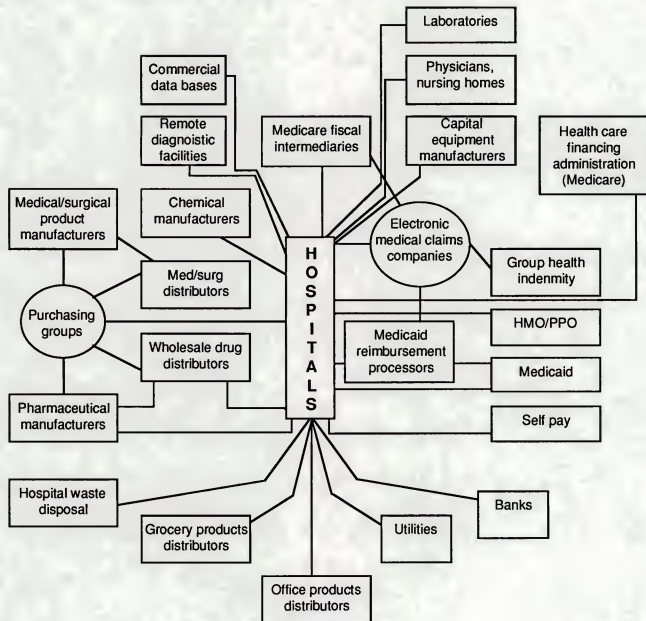 Laboratories
Commercial
data bases
Physicians,
nursing homes
Remote
diagnoistic
facilities
Medicare fiscal
intermediaries
Capital
equipment
manufacturers
Health care
financing
administration
(Medicare)
Medical/surgical
product
manufacturers
Chemical
manufacturers
Electronic
medical claims
companies
Group health
indenmity
Med/surg
distributors
HOSPITALS
Purchasing
groups
HMO/PPO
Wholesale drug
distributors
Medicaid
reimbursement
processors
Medicaid
Pharmaceutical
manufacturers
Self pay
Hospital waste
disposal
Banks
Grocery products
distributors
Utilities
Office products
distributors